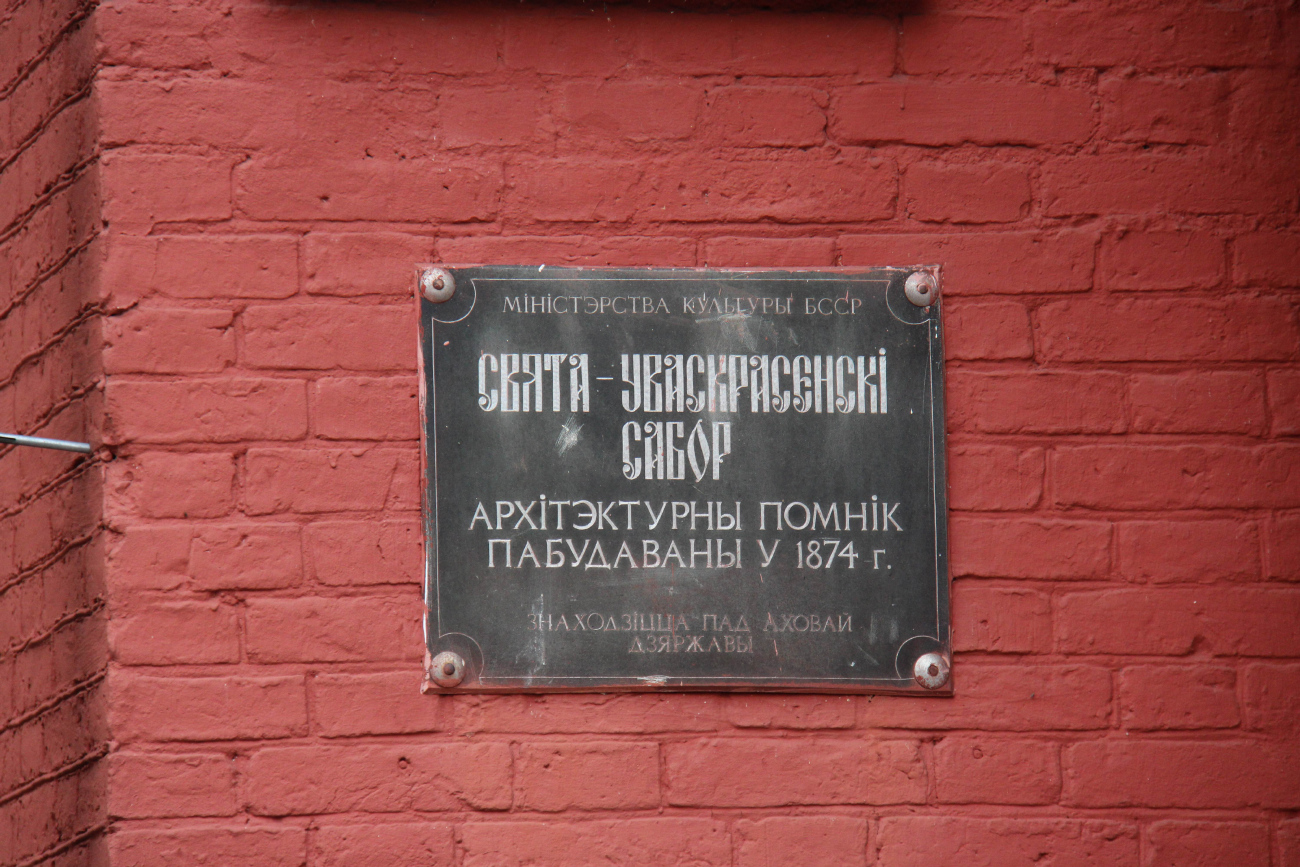 МІНІСТЭРСТВА КУЛЬТУРЫ БССР
СВЯТА-УВАСКРАСЕНСКІ
САБОР
АРХІТЭКТУРНЫ ПОМНІК
ПАБУДАВАНЫ У 1874 г.
ЗНАХОДЗІЦЦА ПАД АХОВАЙ
ДЗЯРЖАВЫ